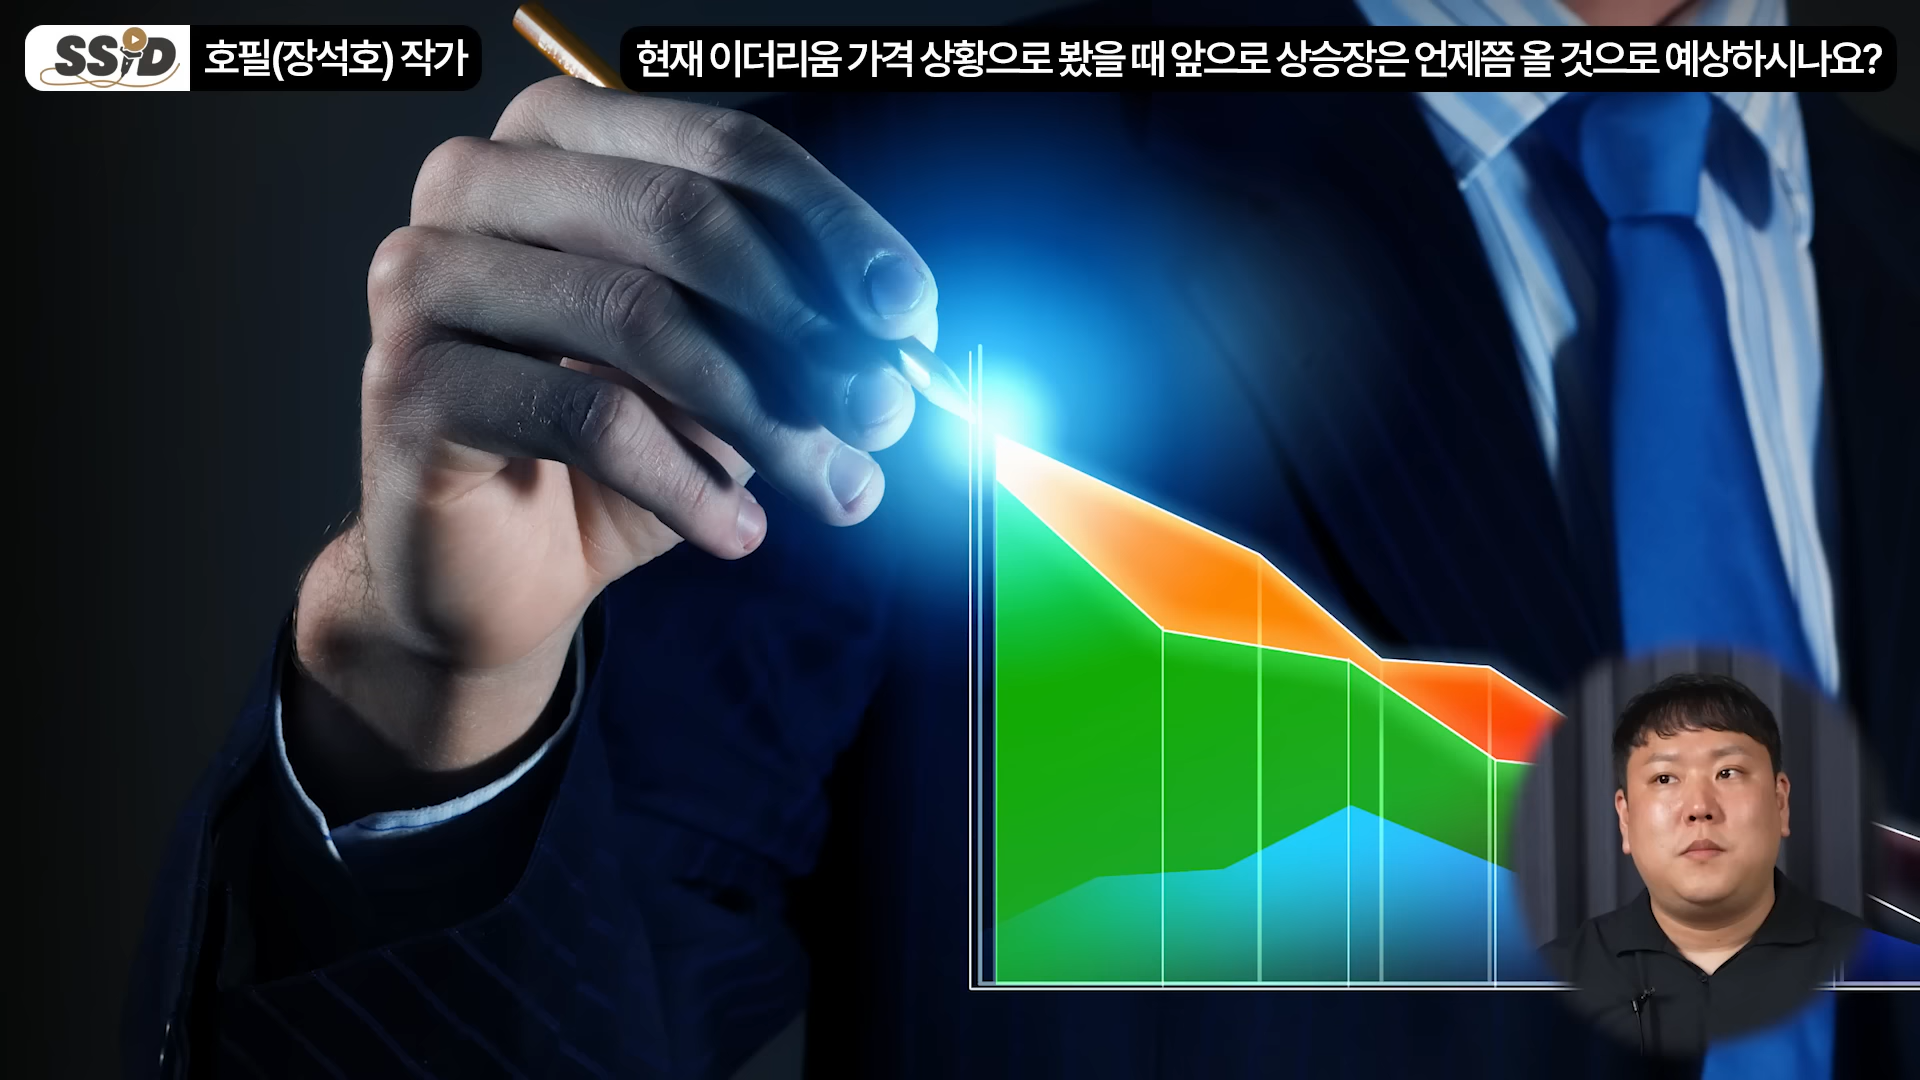 SSiD
호필(장석호) 작가
현재 이더리움 가격 상황으로 봤을 때 앞으로 상승장은 언제쯤 올 것으로 예상하시나요?